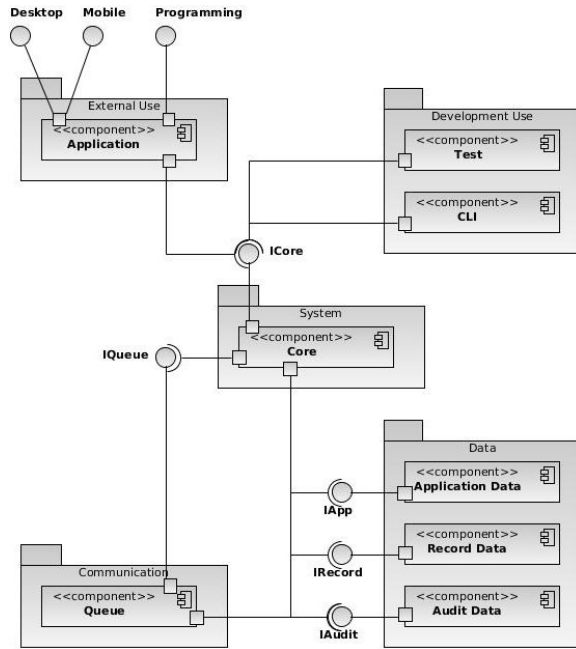 Desktop
Mobile
Programming
External Use
<<component>>
Application
Development Use
<<component>>
Test
<<component>>
CLI
ICore
System
<<component>>
Core
IQueue
Data
<<component>>
Application Data
IApp
<<component>>
Record Data
IRecord
Communication
<<component>>
Queue
<<component>>
Audit Data
IAudit